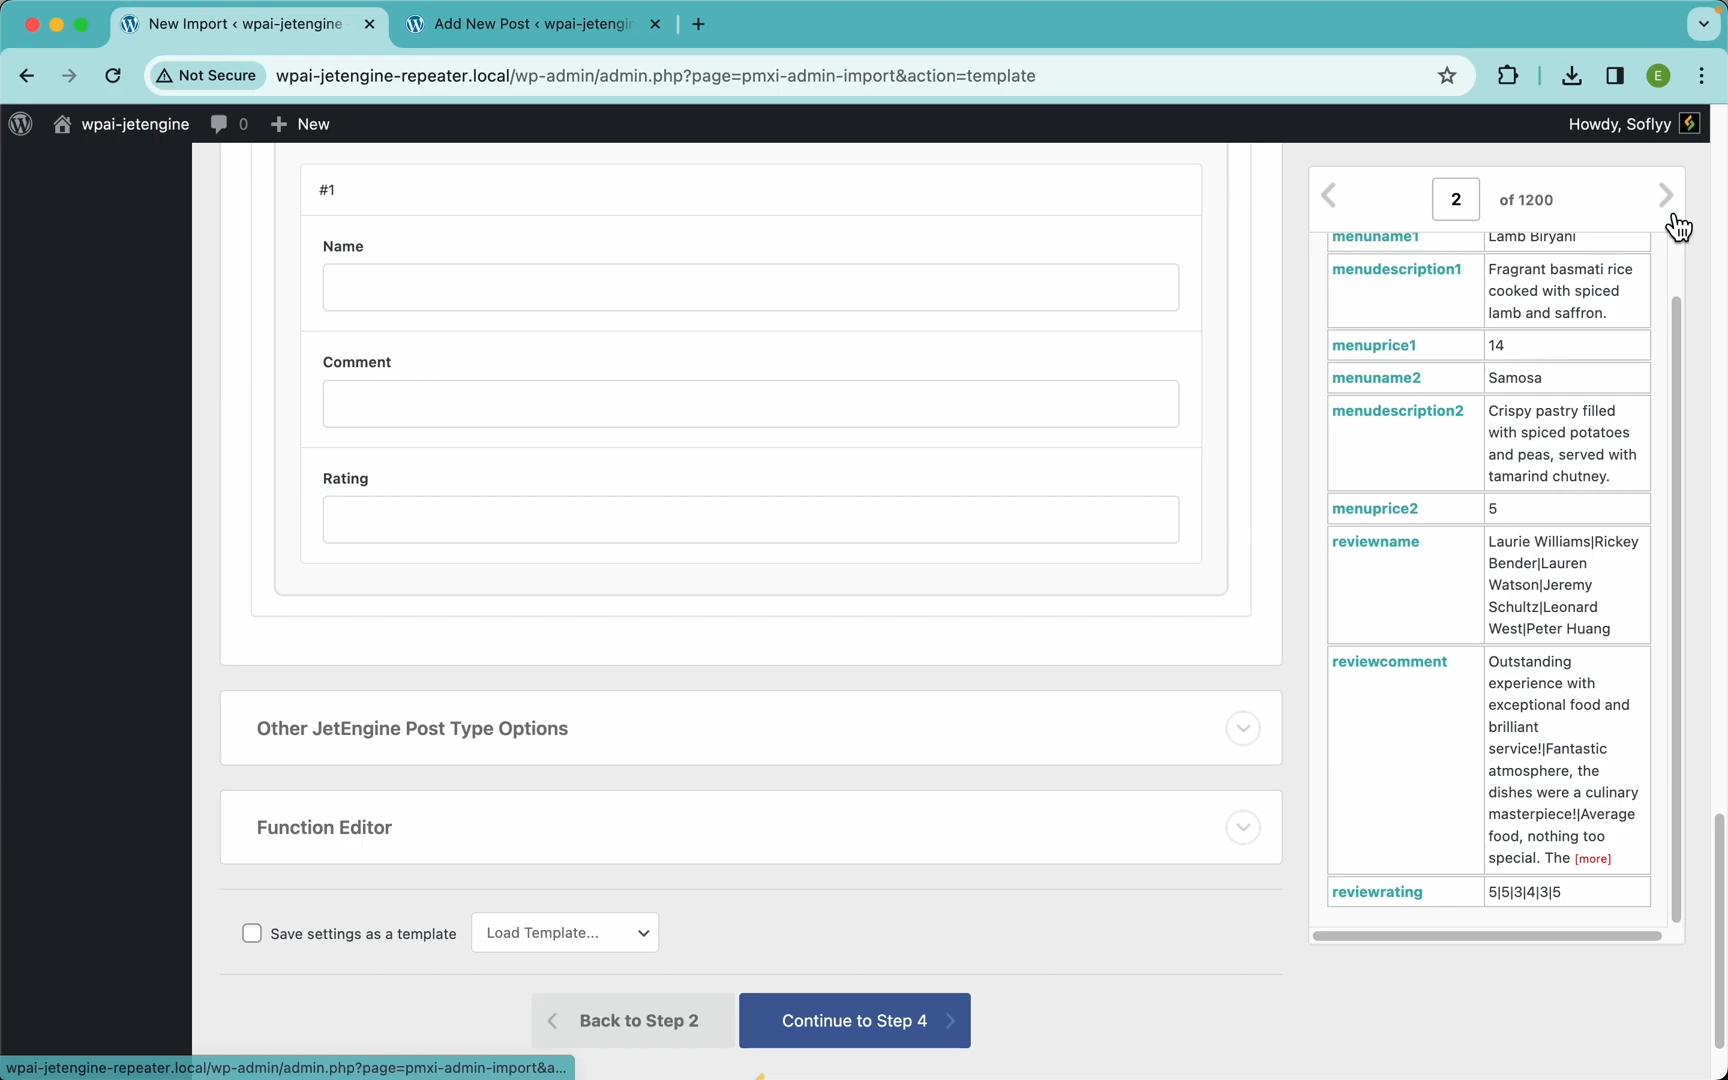 New Import ‹ wpai-jetengine
Add New Post ‹ wpai-jetengin
Not Secure
wpai-jetengine-repeater.local/wp-admin/admin.php?page=pmxi-admin-import&action=template
E
wpai-jetengine
0
New
Howdy, Soflyy
#1
Name
Comment
Rating
Other JetEngine Post Type Options
Function Editor
Save settings as a template
Load Template...
Back to Step 2
Continue to Step 4
2 of 1200
menuname1
Lamb Biryani
menudescription1
Fragrant basmati rice
cooked with spiced
lamb and saffron.
menuprice1
14
menuname2
Samosa
menudescription2
Crispy pastry filled
with spiced potatoes
and peas, served with
tamarind chutney.
menuprice2
5
reviewname
Laurie Williams|Rickey
Bender|Lauren
Watson|Jeremy
Schultz|Leonard
West|Peter Huang
reviewcomment
Outstanding
experience with
exceptional food and
brilliant
service!|Fantastic
atmosphere, the
dishes were a culinary
masterpiece!|Average
food, nothing too
special. The [more]
reviewrating
5|5|3|4|3|5
wpai-jetengine-repeater.local/wp-admin/admin.php?page=pmxi-admin-import&a...